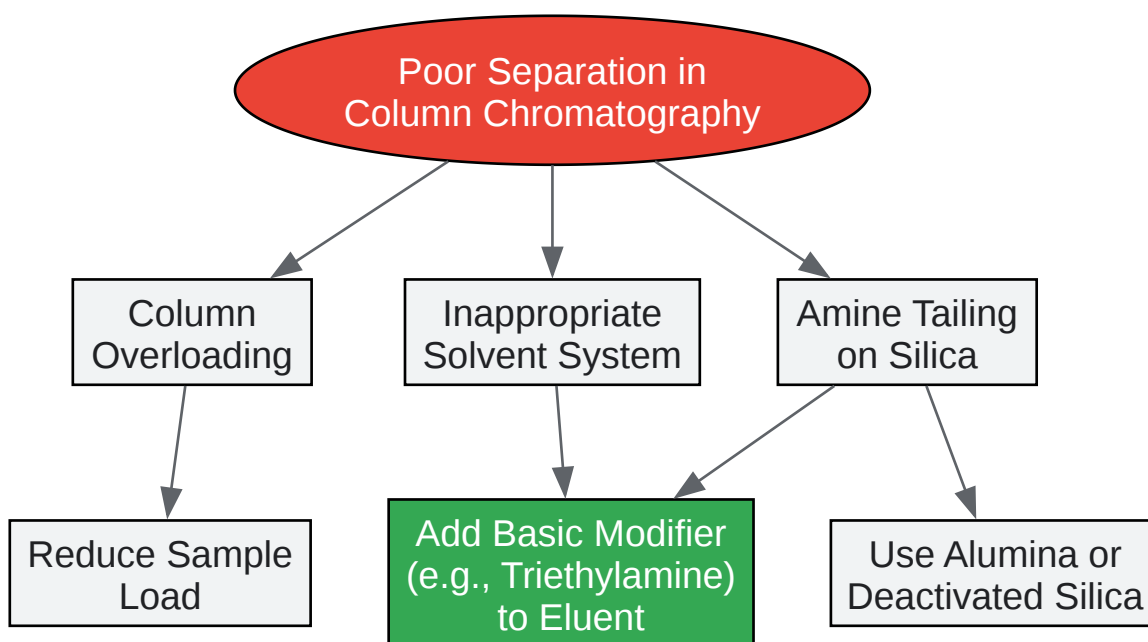 Poor Separation in
Column Chromatography
Column
Overloading
Inappropriate
Solvent System
Amine Tailing
on Silica
Reduce Sample
Load
Add Basic Modifier
(e.g., Triethylamine)
to Eluent
Use Alumina or
Deactivated Silica